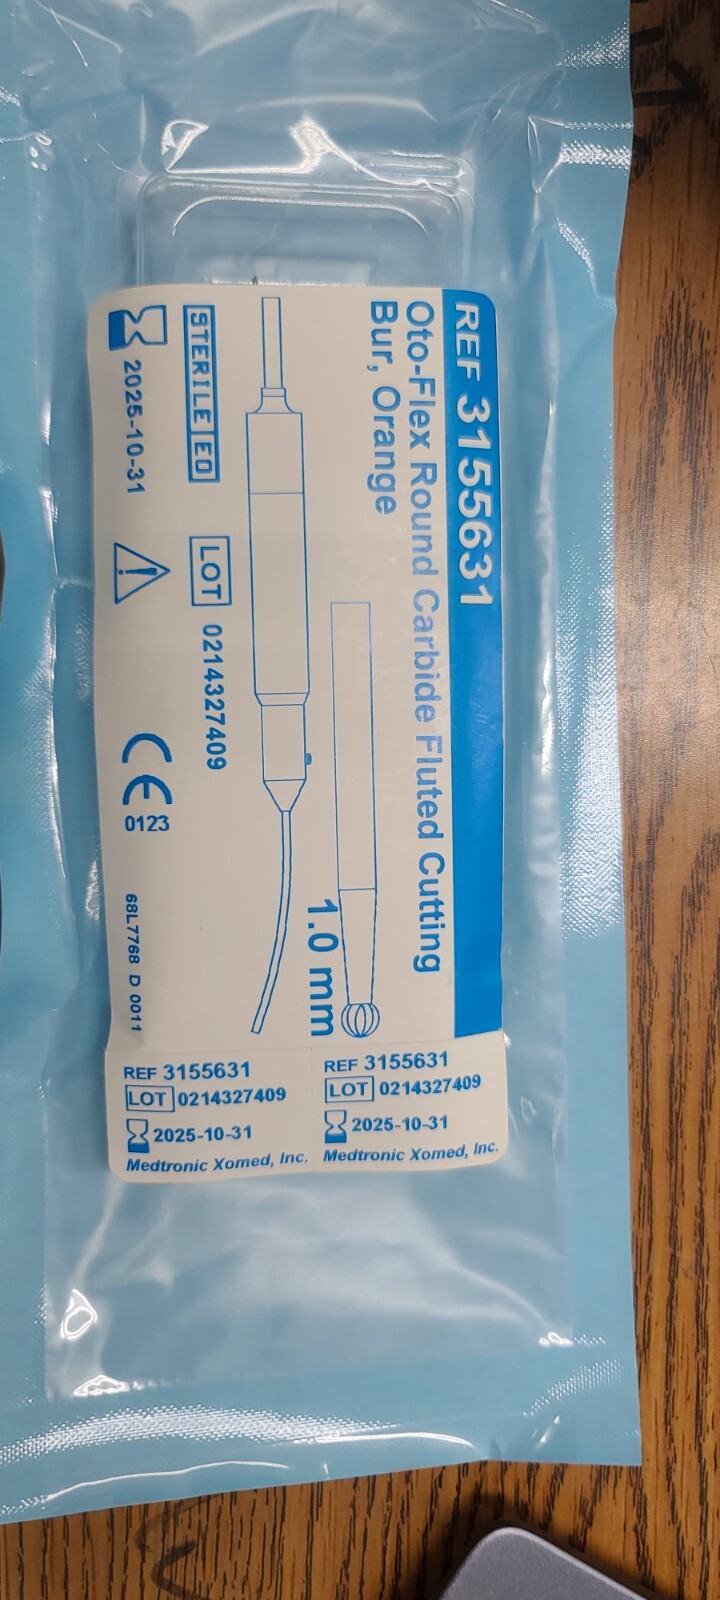 REF 3155631
Oto-Flex Round Carbide Fluted Cutting
Bur, Orange
1.0 mm
STERILE EO
LOT 0214327409
2025-10-31
CE
0123
68L7768 D 0011
REF 3155631
LOT 0214327409
2025-10-31
Medtronic Xomed, Inc.
REF 3155631
LOT 0214327409
2025-10-31
Medtronic Xomed, Inc.